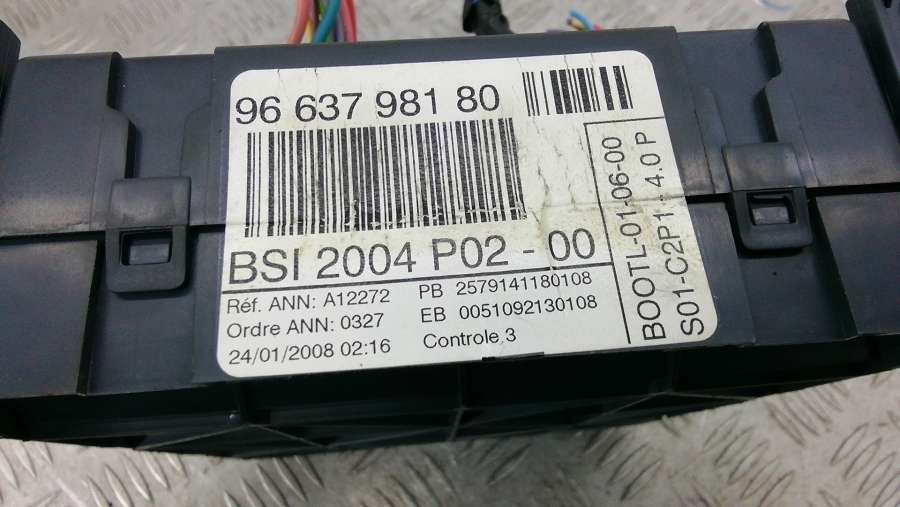 96 637 981 80
BSI 2004 P02 - 00
Réf. ANN: A12272
Ordre ANN: 0327
24/01/2008 02:16
PB 2579141180108
EB 0051092130108
Controle 3
BOOTL-01-06-00
S01-C2P1 - 4.0 P